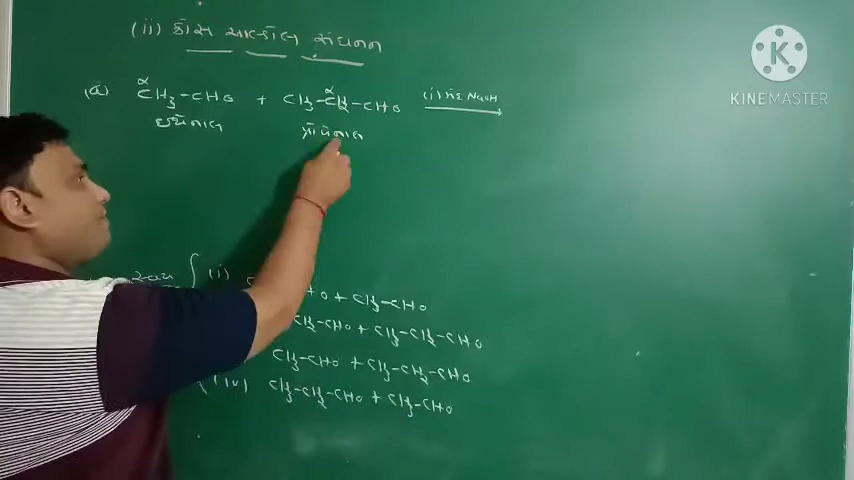 (ii) ક્રોસ આલ્ડોલ સંઘનન
(a) α CH₃-CHO + CH₃-α CH₂-CHO (i) મંદ NaOH →
ઇથેનાલ પ્રોપેનાલ
(i) + CH₃-CHO
CH₃-CH₂-CHO
CH₃-CHO + CH₃-CH₂-CHO
(iv) CH₃-CH₂-CHO + CH₃-CHO
KINEMASTER